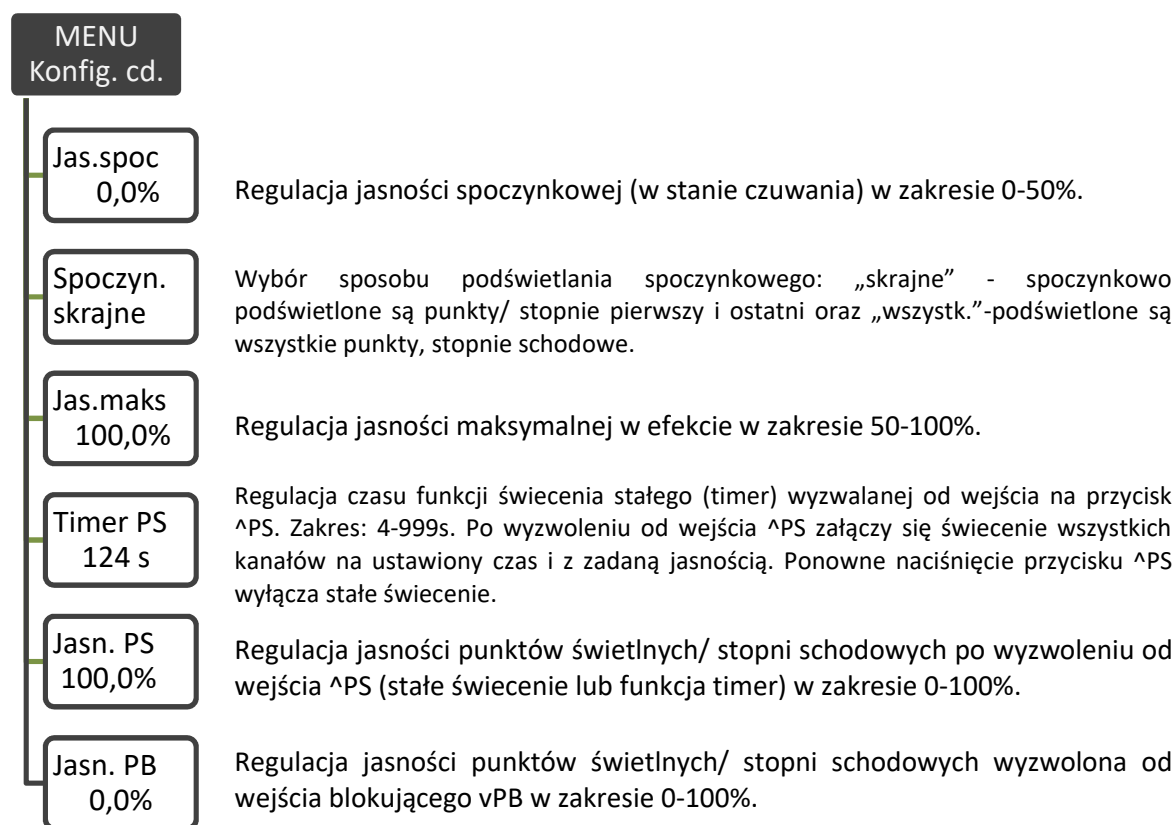 MENU
Konfig. cd.
Jas.spoc
0,0%
Regulacja jasności spoczynkowej (w stanie czuwania) w zakresie 0-50%.
Spoczyn.
skrajne
Wybór sposobu podświetlania spoczynkowego: „skrajne” - spoczynkowo
podświetlone są punkty/ stopnie pierwszy i ostatni oraz „wszystk.”-podświetlone są
wszystkie punkty, stopnie schodowe.
Jas.maks
100,0%
Regulacja jasności maksymalnej w efekcie w zakresie 50-100%.
Timer PS
124 s
Regulacja czasu funkcji świecenia stałego (timer) wyzwalanej od wejścia na przycisk
^PS. Zakres: 4-999s. Po wyzwoleniu od wejścia ^PS załączy się świecenie wszystkich
kanałów na ustawiony czas i z zadaną jasnością. Ponowne naciśnięcie przycisku ^PS
wyłącza stałe świecenie.
Jasn. PS
100,0%
Regulacja jasności punktów świetlnych/ stopni schodowych po wyzwoleniu od
wejścia ^PS (stałe świecenie lub funkcja timer) w zakresie 0-100%.
Jasn. PB
0,0%
Regulacja jasności punktów świetlnych/ stopni schodowych wyzwolona od
wejścia blokującego vPB w zakresie 0-100%.